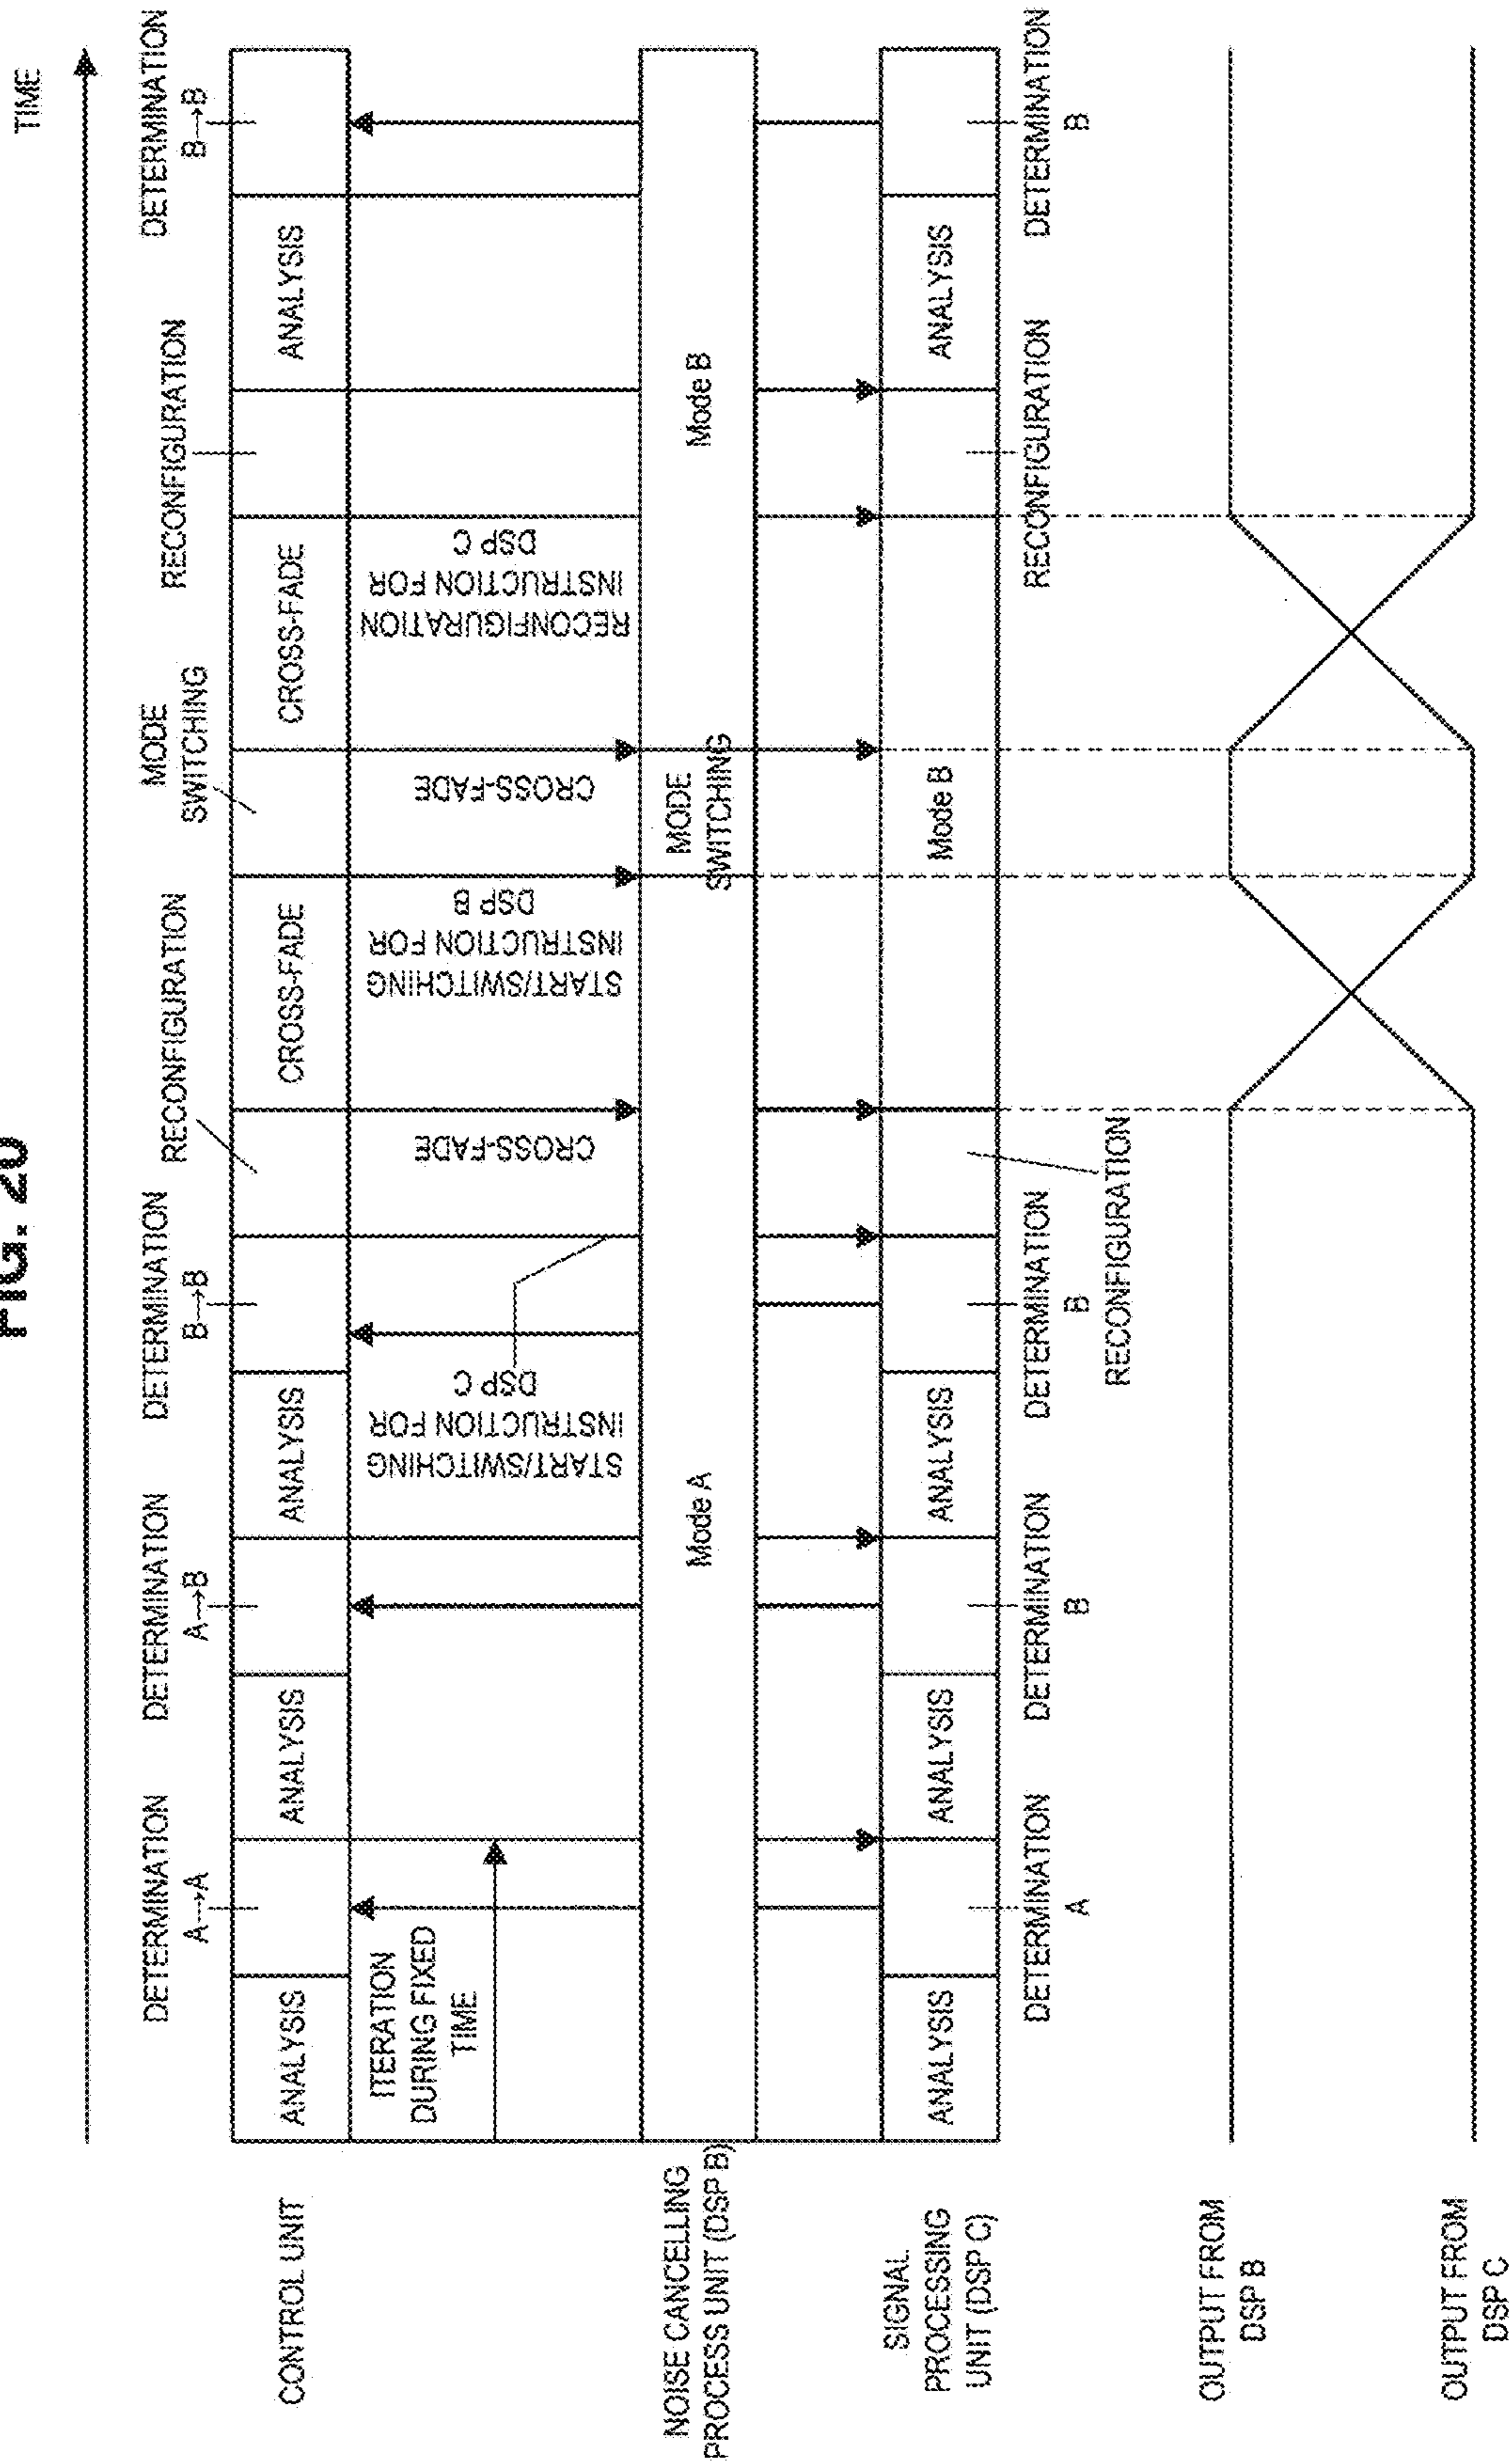 FIG. 20
TIME
DETERMINATION
A→A
DETERMINATION
A→B
DETERMINATION
B→B
RECONFIGURATION
MODE
SWITCHING
RECONFIGURATION
DETERMINATION
B→B
CONTROL UNIT
ANALYSIS
ANALYSIS
ANALYSIS
CROSS-FADE
CROSS-FADE
ANALYSIS
ITERATION
DURING FIXED
TIME
START/SWITCHING
INSTRUCTION FOR
DSP C
CROSS-FADE
START/SWITCHING
INSTRUCTION FOR
DSP B
CROSS-FADE
RECONFIGURATION
INSTRUCTION FOR
DSP C
NOISE CANCELLING
PROCESS UNIT (DSP B)
Mode A
MODE
SWITCHING
Mode B
SIGNAL
PROCESSING
UNIT (DSP C)
ANALYSIS
ANALYSIS
ANALYSIS
Mode B
ANALYSIS
DETERMINATION
A
DETERMINATION
B
DETERMINATION
B
RECONFIGURATION
RECONFIGURATION
DETERMINATION
B
OUTPUT FROM
DSP B
OUTPUT FROM
DSP C